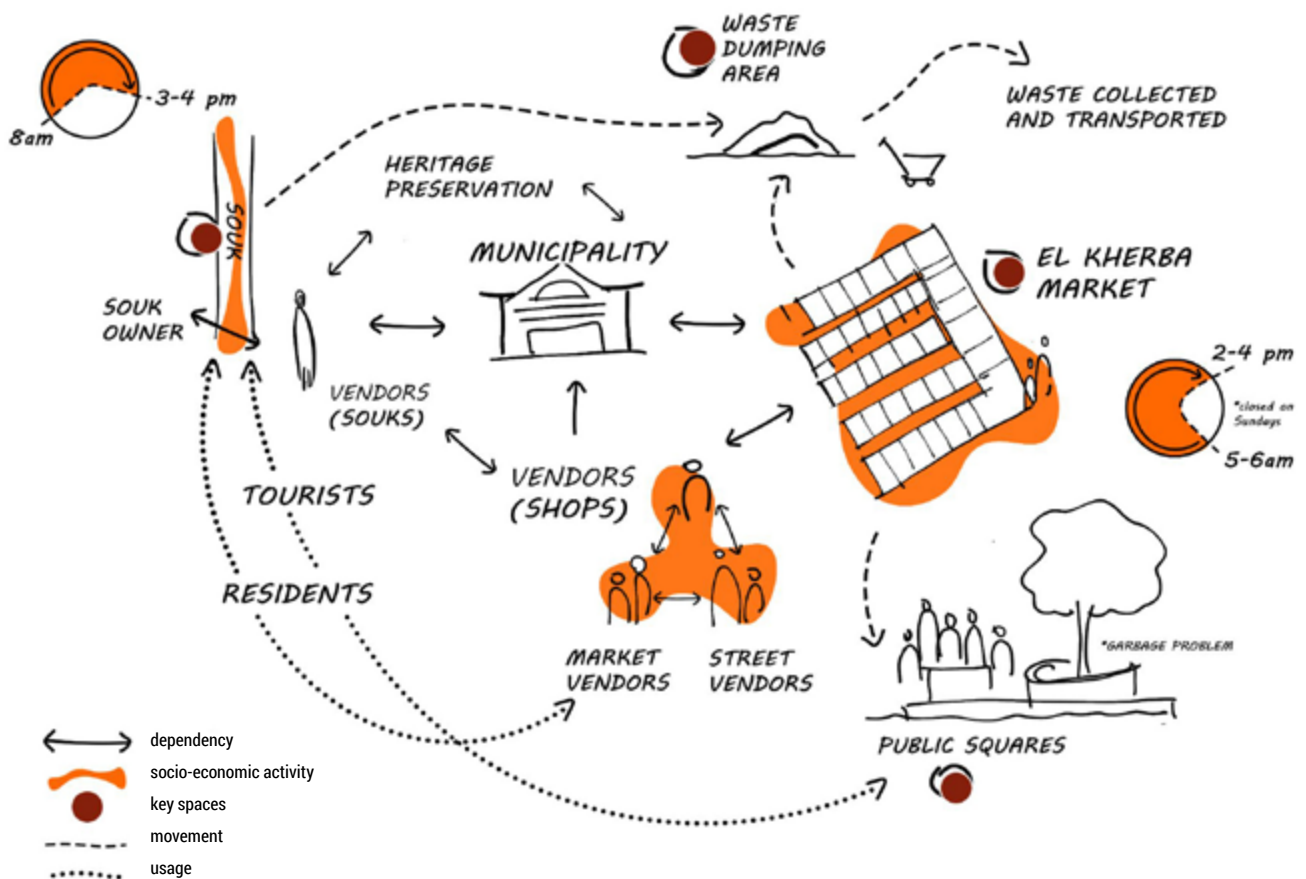 WASTE
DUMPING
AREA
WASTE COLLECTED
AND TRANSPORTED
3-4 pm
8am
HERITAGE
PRESERVATION
SOUK
MUNICIPALITY
EL KHERBA
MARKET
SOUK
OWNER
VENDORS
(SOUKS)
2-4 pm
*closed on
Sundays
5-6am
VENDORS
(SHOPS)
TOURISTS
RESIDENTS
MARKET
VENDORS
STREET
VENDORS
*GARBAGE PROBLEM
PUBLIC SQUARES
dependency
socio-economic activity
key spaces
movement
usage